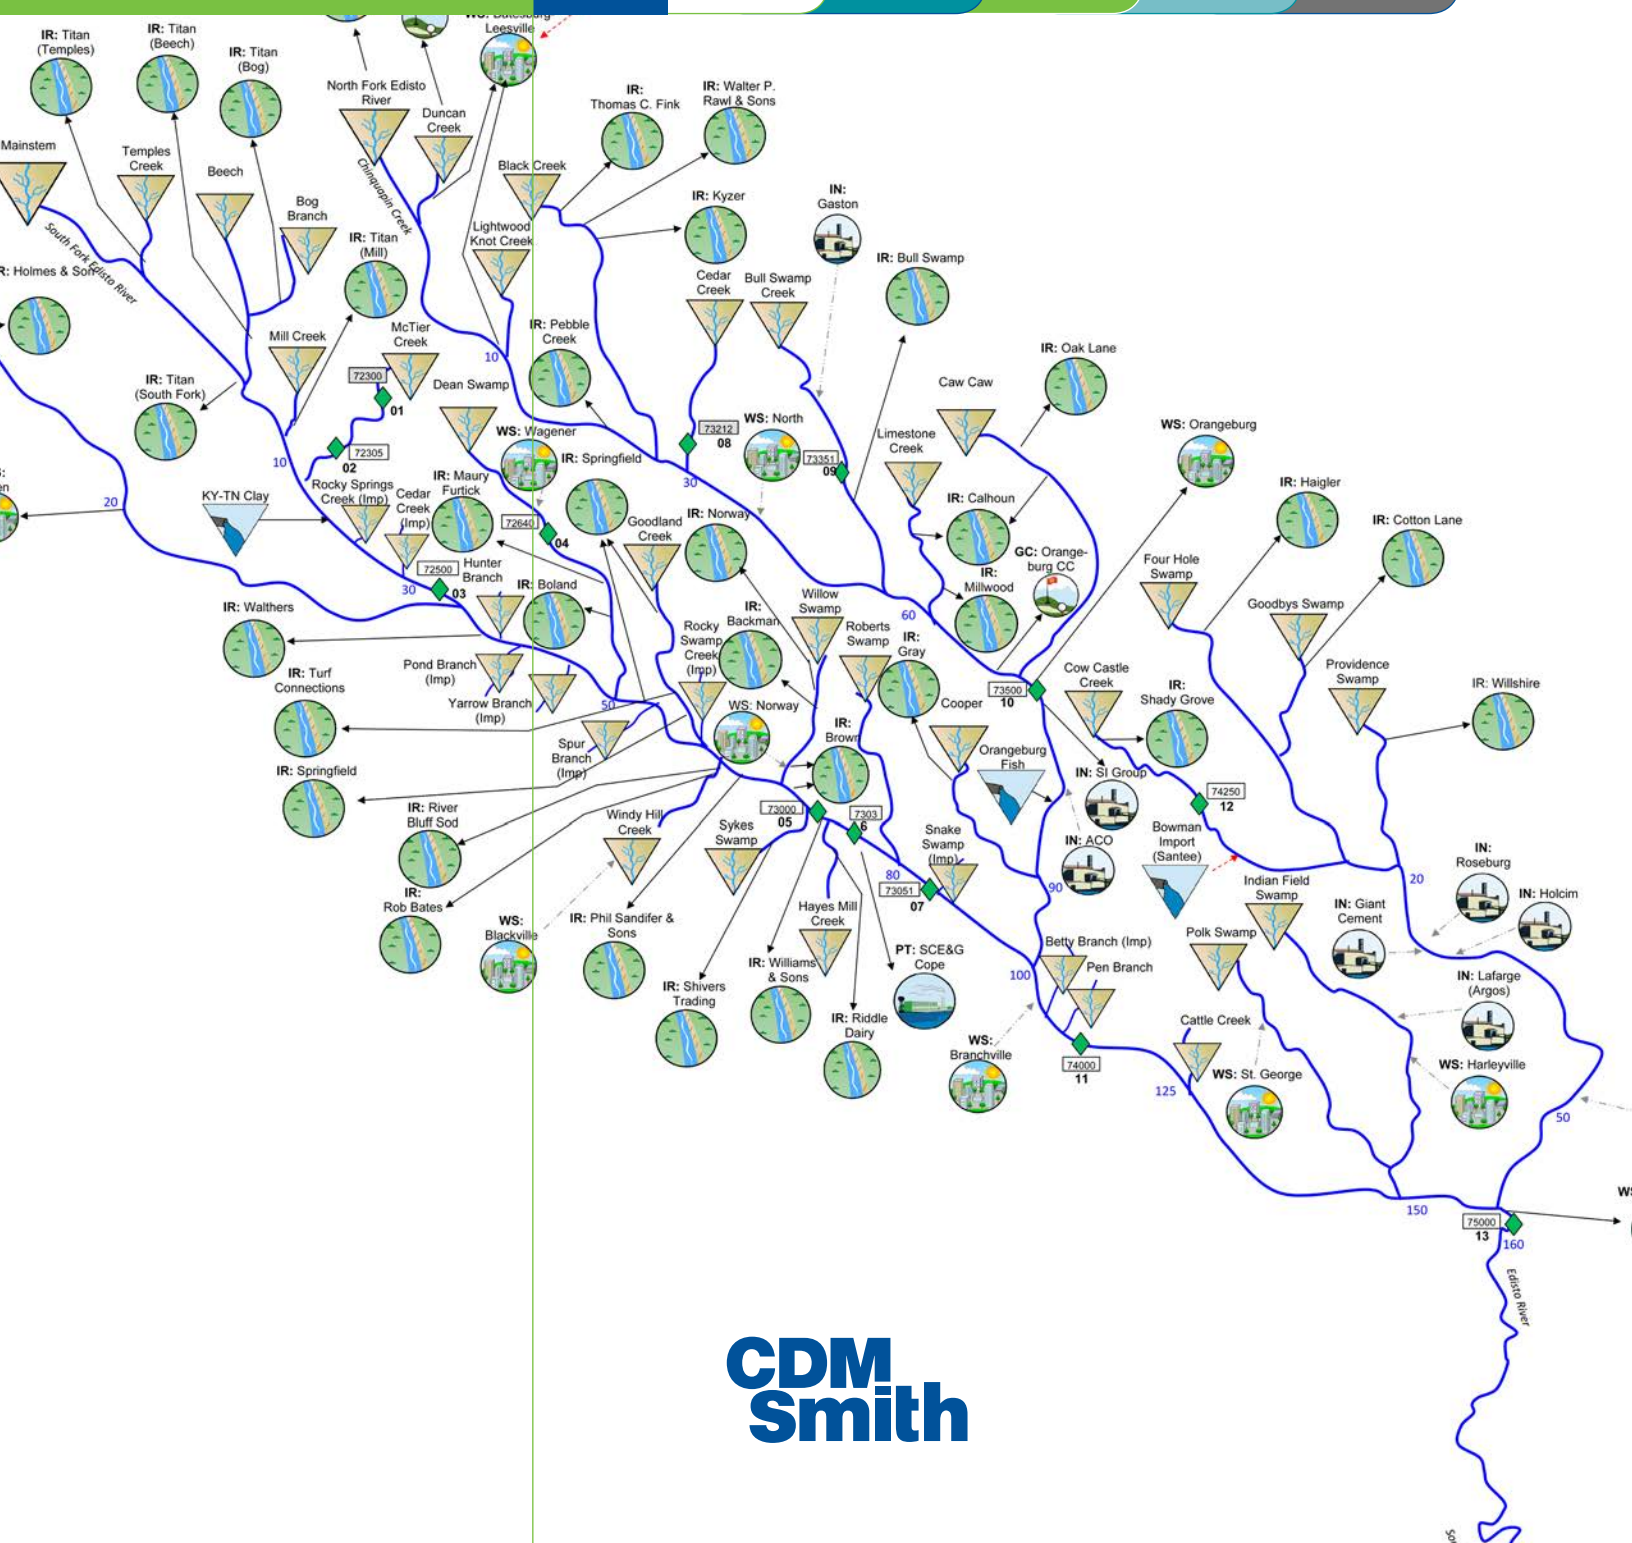 WS: Batesburg
Leesville
IR: Titan
(Temples)
IR: Titan
(Beech)
IR: Titan
(Bog)
North Fork Edisto
River
Duncan
Creek
IR:
Thomas C. Fink
IR: Walter P.
Rawl & Sons
Mainstem
Temples
Creek
Beech
Bog
Branch
Chinquapin Creek
Black Creek
IR: Kyzer
IN:
Gaston
South Fork Edisto River
IR: Titan
(Mill)
Lightwood
Knot Creek
IR: Bull Swamp
R: Holmes & Son
Cedar
Creek
Bull Swamp
Creek
Mill Creek
McTier
Creek
IR: Pebble
Creek
10
IR: Oak Lane
IR: Titan
(South Fork)
72300
01
Dean Swamp
Caw Caw
WS: Wagener
73212
08
WS: North
Limestone
Creek
WS: Orangeburg
72305
02
10
IR: Springfield
73351
09
30
KY-TN Clay
Rocky Springs
Creek (Imp)
Cedar
Creek
(Imp)
IR: Maury
Furtick
IR: Calhoun
IR: Haigler
20
72640
04
Goodland
Creek
IR: Norway
IR: Cotton Lane
GC: Orange-
burg CC
Four Hole
Swamp
72500
03
30
Hunter
Branch
IR: Boland
IR:
Millwood
IR: Walthers
IR:
Backman
Willow
Swamp
60
Goodbys Swamp
Rocky
Swamp
Creek
(Imp)
Roberts
Swamp
IR:
Gray
Pond Branch
(Imp)
IR: Turf
Connections
Cow Castle
Creek
Providence
Swamp
73500
10
IR:
Shady Grove
IR: Willshire
Yarrow Branch
(Imp)
50
WS: Norway
Cooper
Spur
Branch
(Imp)
IR:
Brown
Orangeburg
Fish
IR: Springfield
IN: SI Group
74250
12
IR: River
Bluff Sod
Windy Hill
Creek
73000
05
7303
6
Sykes
Swamp
Snake
Swamp
(Imp)
IN: ACO
Bowman
Import
(Santee)
IN:
Roseburg
80
73051
07
90
20
Indian Field
Swamp
IN: Holcim
IR:
Rob Bates
WS:
Blackville
IR: Phil Sandifer &
Sons
Hayes Mill
Creek
IN: Giant
Cement
Polk Swamp
PT: SCE&G
Cope
Betty Branch (Imp)
Pen Branch
IR: Williams
& Sons
100
IN: Lafarge
(Argos)
IR: Shivers
Trading
IR: Riddle
Dairy
Cattle Creek
WS:
Branchville
74000
11
WS: St. George
WS: Harleyville
125
50
150
75000
13
160
Edisto River
CDM
Smith